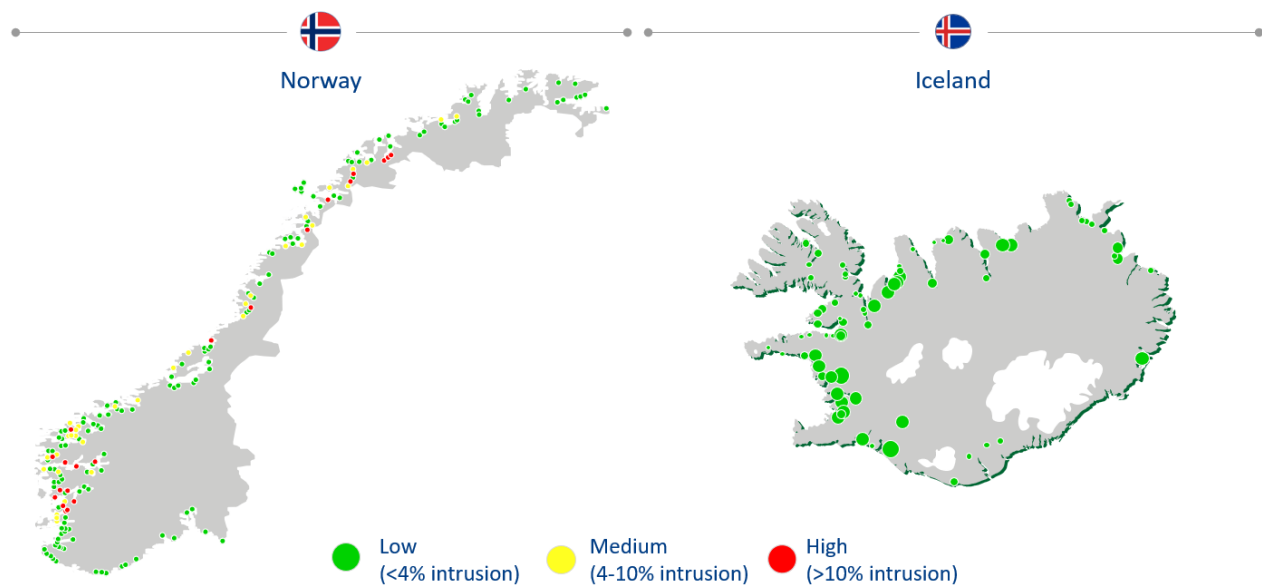 Norway
Iceland
Low
(<4% intrusion)
Medium
(4-10% intrusion)
High
(>10% intrusion)